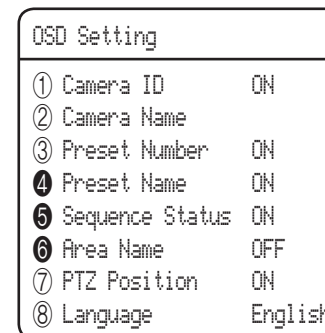 OSD Setting
① Camera ID ON
② Camera Name
③ Preset Number ON
❹ Preset Name ON
❺ Sequence Status ON
❻ Area Name OFF
⑦ PTZ Position ON
⑧ Language English